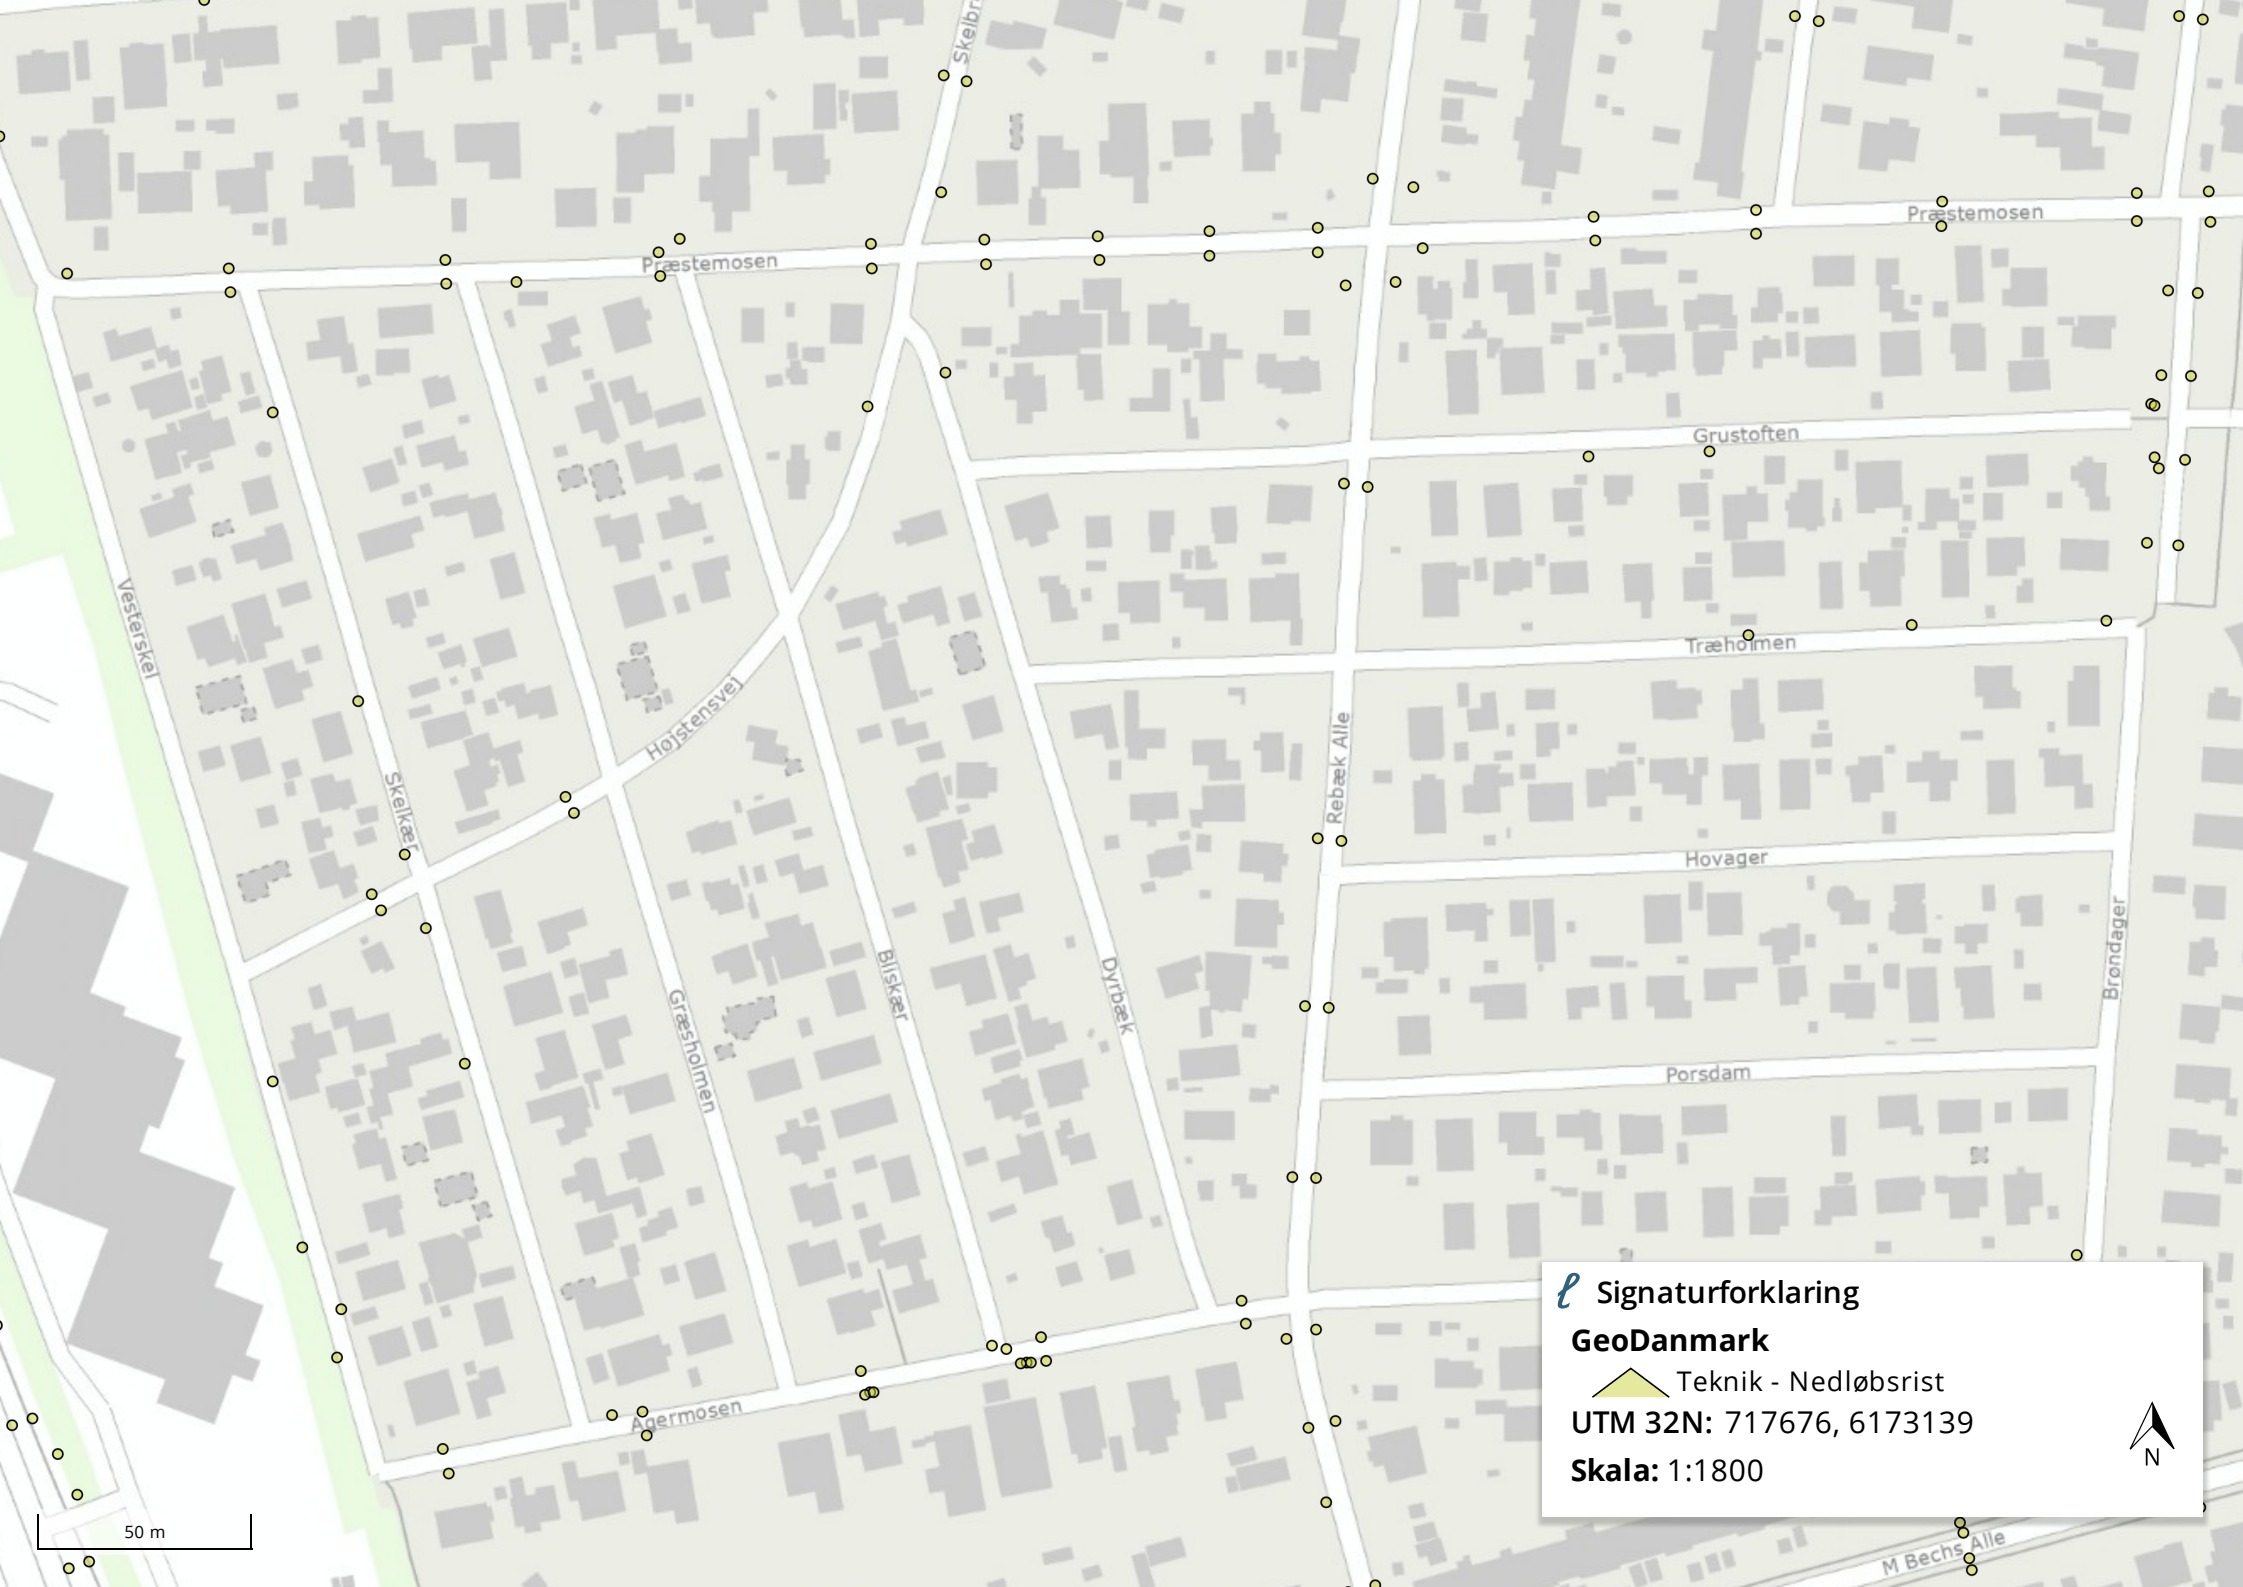 Skelbr
Præstemosen
Præstemosen
Grustoften
Vesterskel
Træholmen
Højstensvej
Rebæk Alle
Skelkær
Hovager
Brøndager
Bliskær
Dyrbæk
Græsholmen
Porsdam
Agermosen
Signaturforklaring
GeoDanmark
Teknik - Nedløbsrist
UTM 32N: 717676, 6173139
Skala: 1:1800
N
50 m
M Bechs Alle